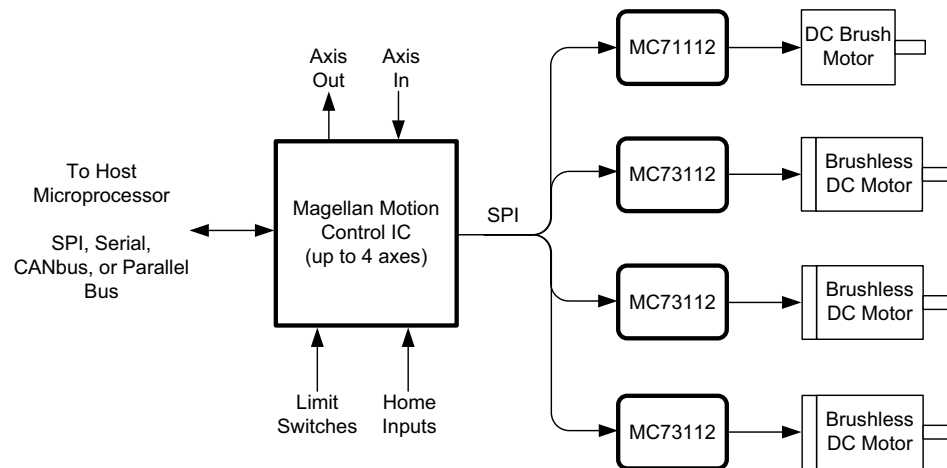 Axis
Out
Axis
In
To Host
Microprocessor
SPI, Serial,
CANbus, or Parallel
Bus
Magellan Motion
Control IC
(up to 4 axes)
Limit
Switches
Home
Inputs
SPI
MC71112
DC Brush
Motor
MC73112
Brushless
DC Motor
MC73112
Brushless
DC Motor
MC73112
Brushless
DC Motor